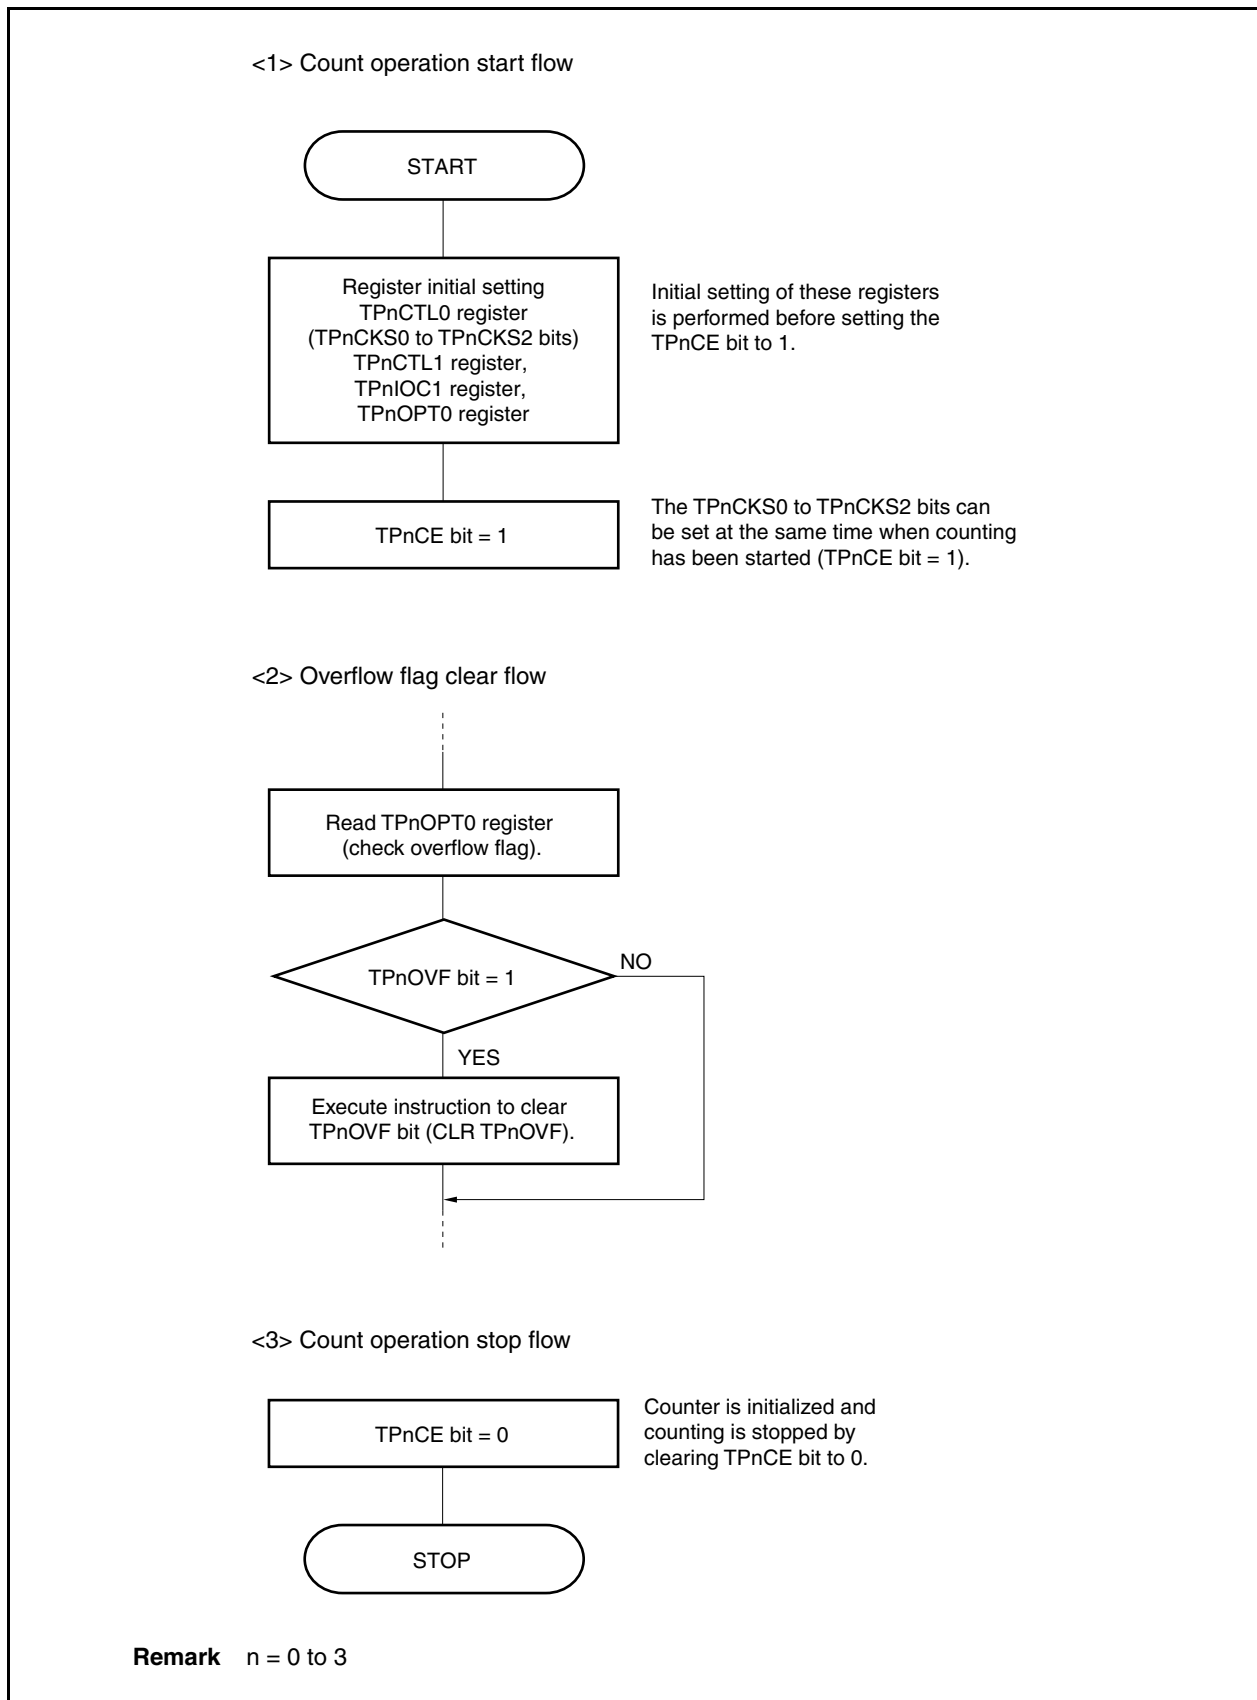 <1> Count operation start flow
START
Register initial setting
TPnCTL0 register
(TPnCKS0 to TPnCKS2 bits)
TPnCTL1 register,
TPnIOC1 register,
TPnOPT0 register
Initial setting of these registers
is performed before setting the
TPnCE bit to 1.
TPnCE bit = 1
The TPnCKS0 to TPnCKS2 bits can
be set at the same time when counting
has been started (TPnCE bit = 1).
<2> Overflow flag clear flow
Read TPnOPT0 register
(check overflow flag).
TPnOVF bit = 1
NO
YES
Execute instruction to clear
TPnOVF bit (CLR TPnOVF).
<3> Count operation stop flow
TPnCE bit = 0
Counter is initialized and
counting is stopped by
clearing TPnCE bit to 0.
STOP
Remark n = 0 to 3